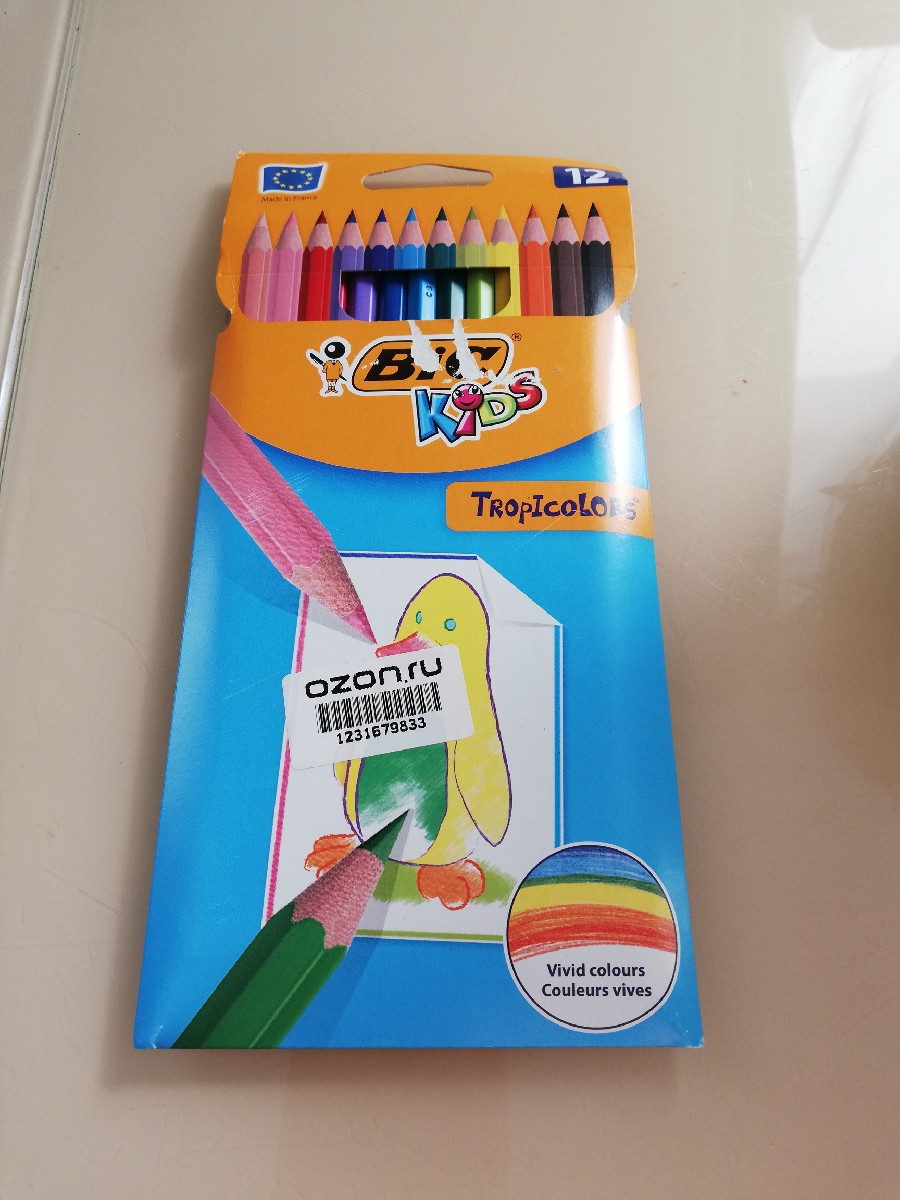 Made in France
12
BiC®
KiDS
TROPICOLORS
ozon.ru
1231679833
Vivid colours
Couleurs vives